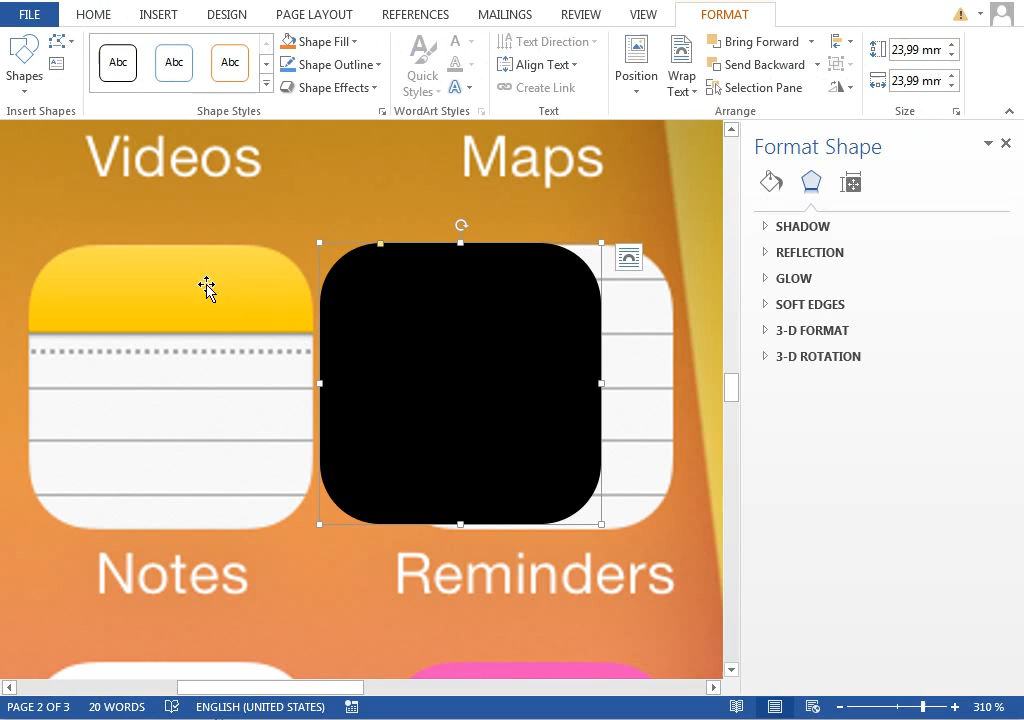 FILE HOME INSERT DESIGN PAGE LAYOUT REFERENCES MAILINGS REVIEW VIEW FORMAT
Abc Abc Abc
Shapes
Shape Fill
Shape Outline
Shape Effects
Quick
Styles
A
A
A
Text Direction
Align Text
Create Link
Position
Wrap
Text
Bring Forward
Send Backward
Selection Pane
23,99 mm
23,99 mm
Insert Shapes Shape Styles WordArt Styles Text Arrange Size
Videos Maps
Notes Reminders
Format Shape
SHADOW
REFLECTION
GLOW
SOFT EDGES
3-D FORMAT
3-D ROTATION
PAGE 2 OF 3 20 WORDS ENGLISH (UNITED STATES) 310 %